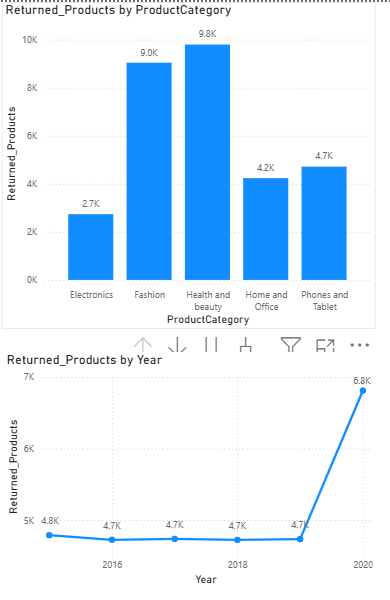 Returned_Products by ProductCategory
Returned_Products
10K
8K
6K
4K
2K
0K
2.7K
9.0K
9.8K
4.2K
4.7K
Electronics
Fashion
Health and
beauty
Home and
Office
Phones and
Tablet
ProductCategory
Returned_Products by Year
Returned_Products
7K
6K
5K
4.8K
4.7K
4.7K
4.7K
4.7K
6.8K
2016
2018
2020
Year